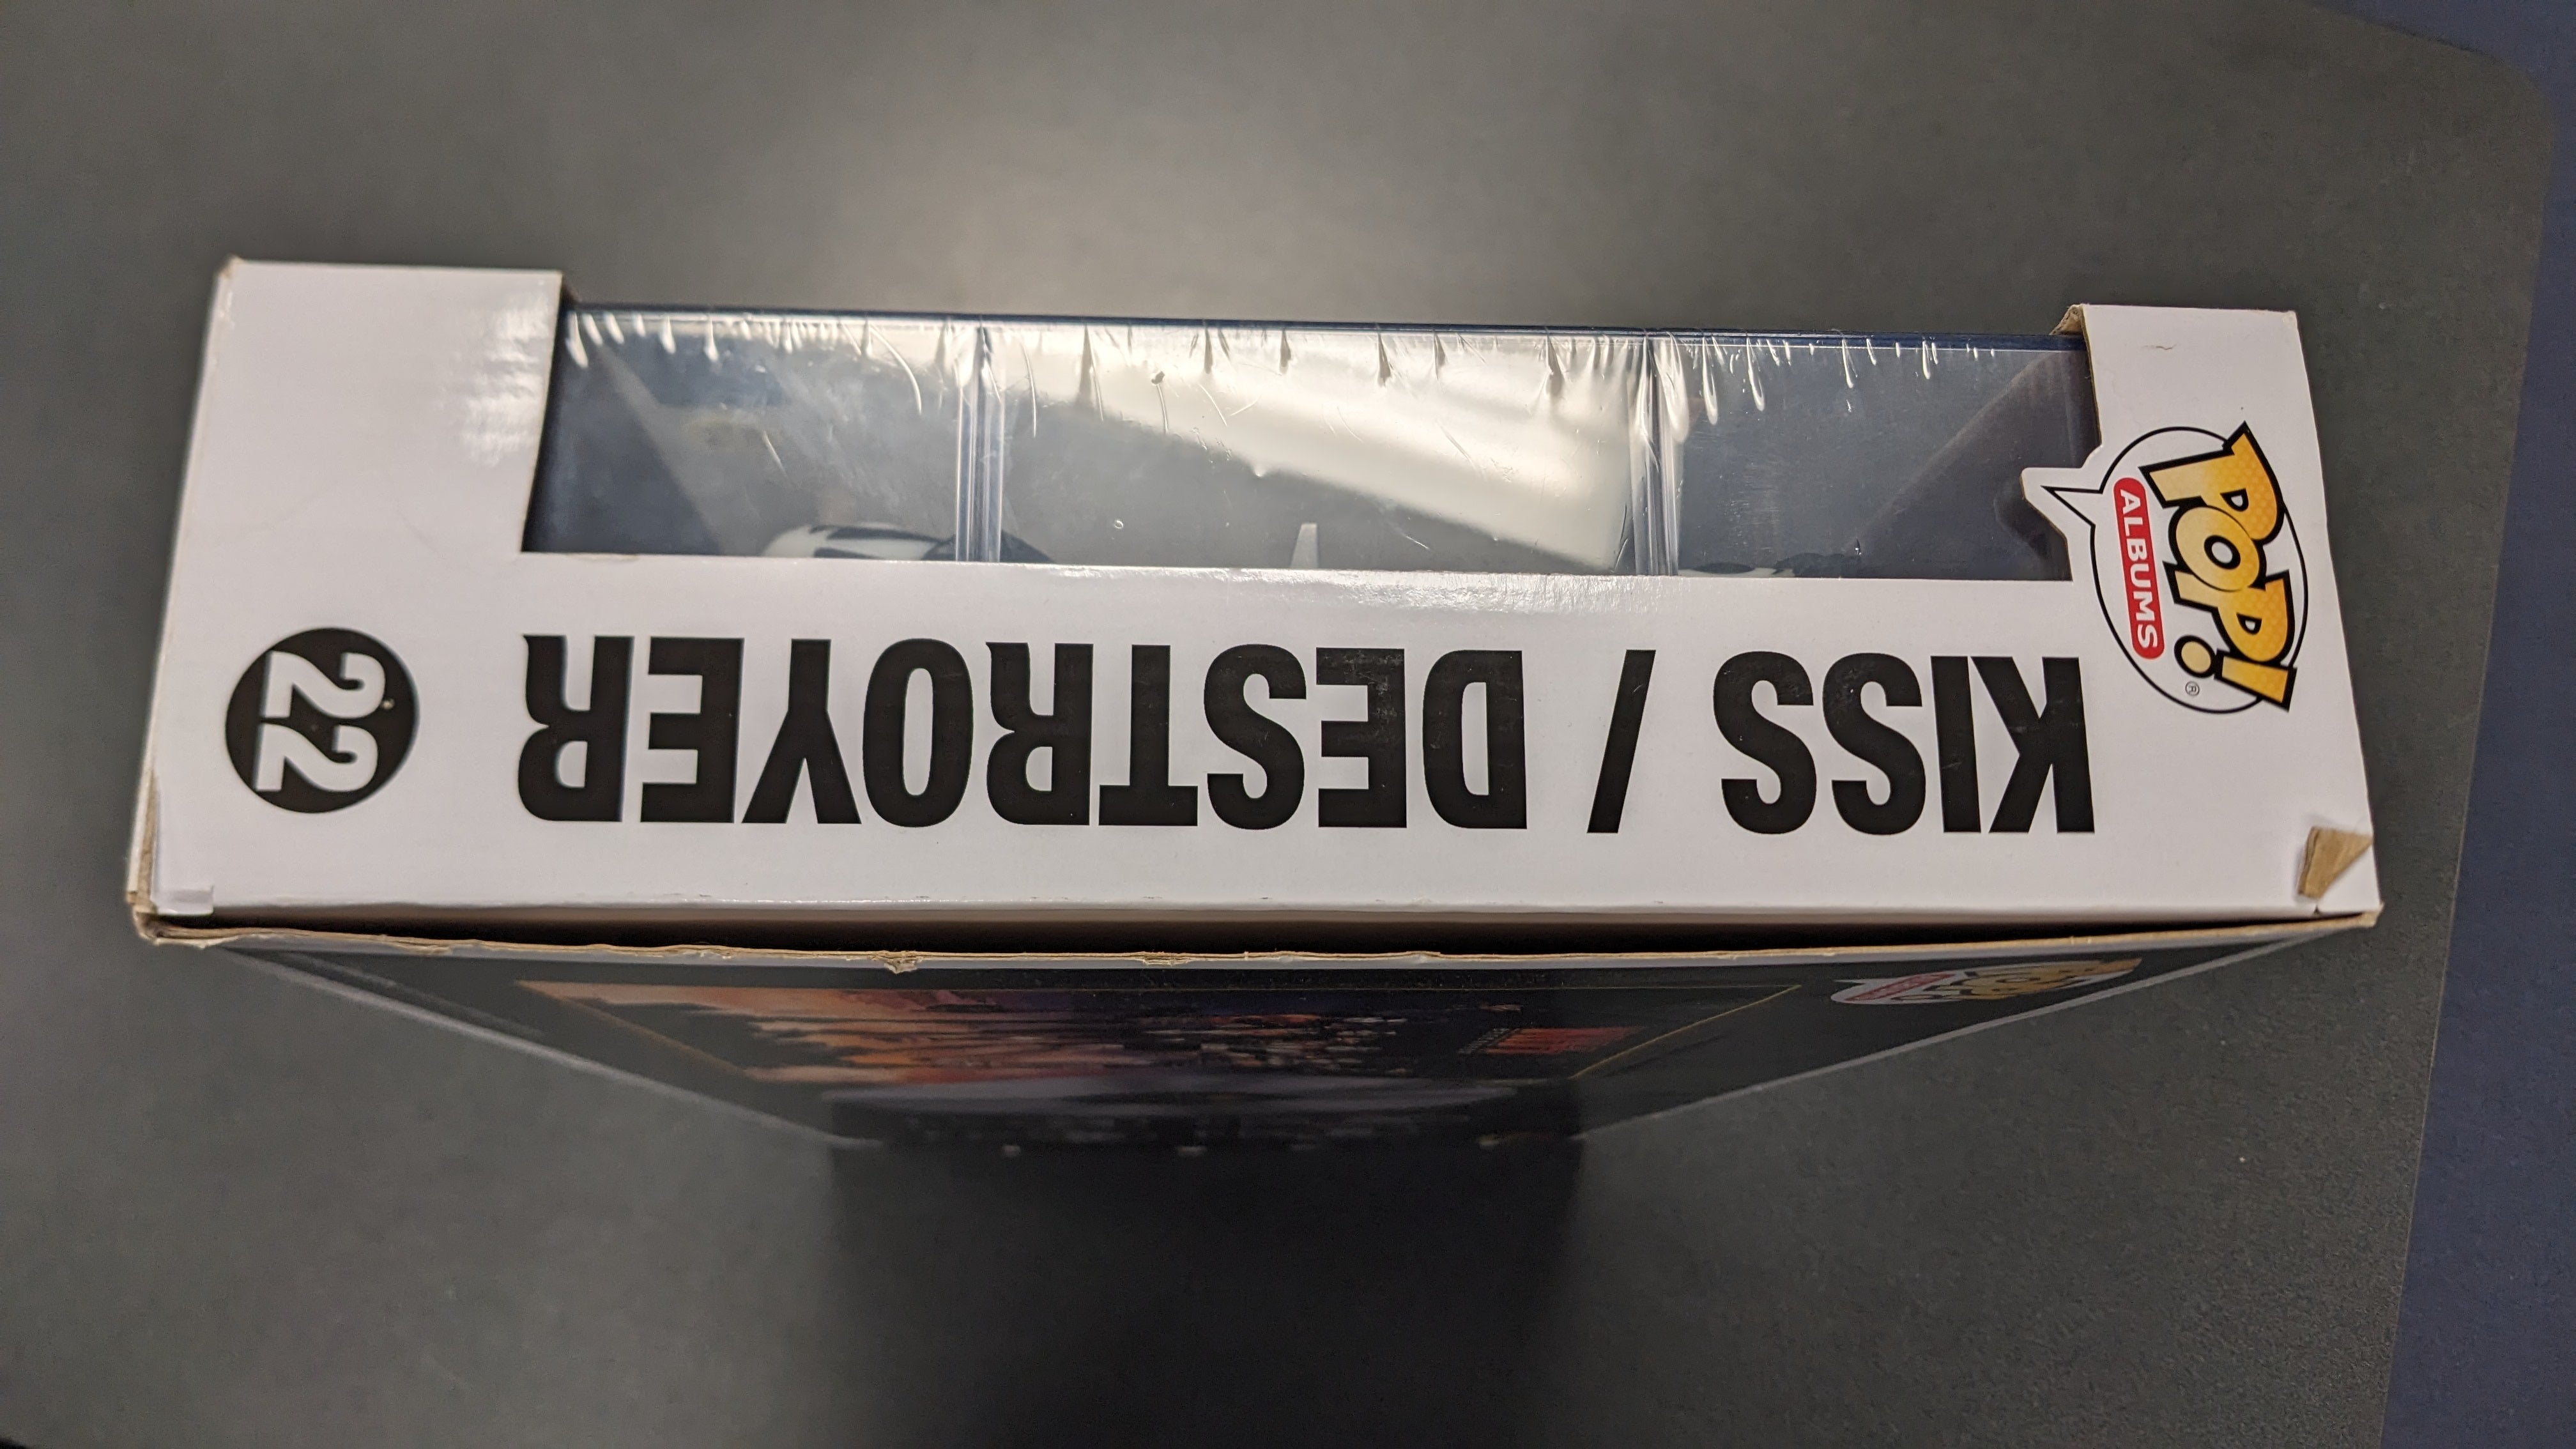 POP!
®
ALBUMS
KISS / DESTROYER
22